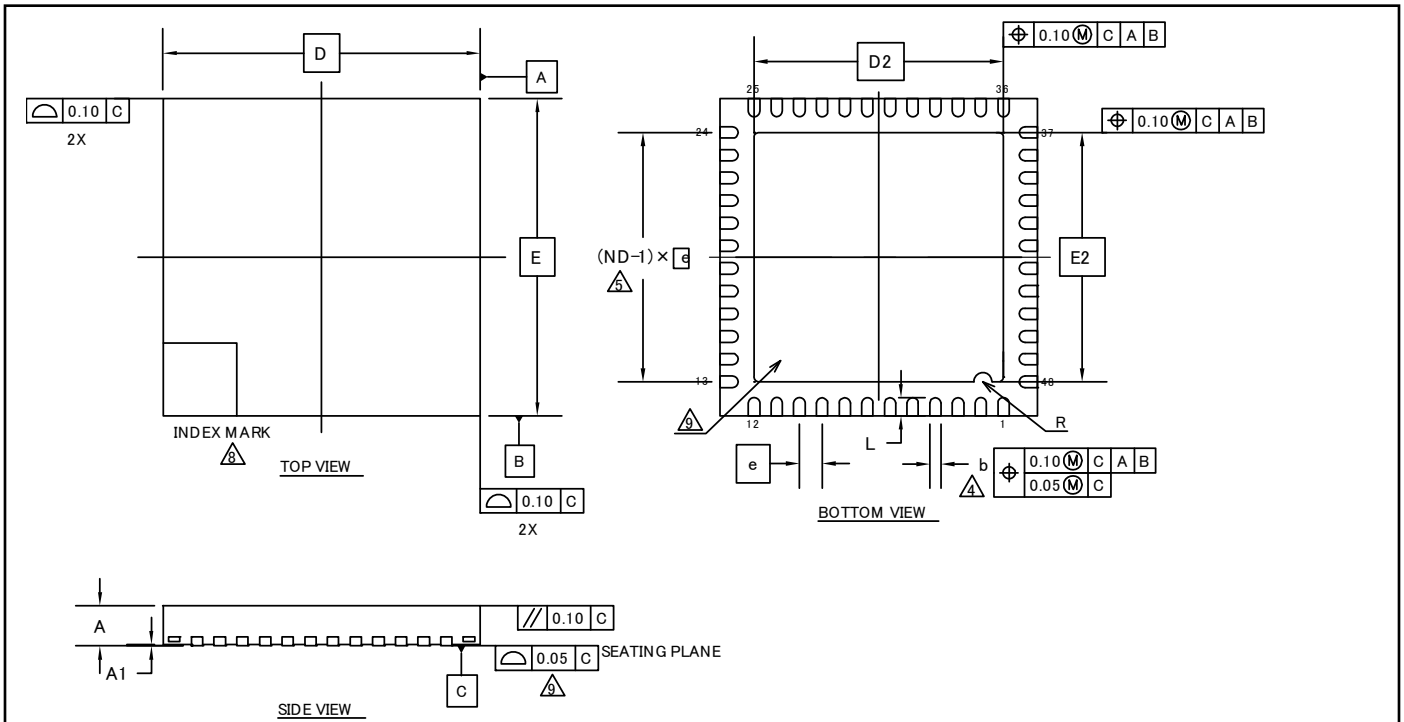 D
A
⌓ 0.10 C
2X
E
INDEX MARK
8
TOP VIEW
B
⌓ 0.10 C
2X
⌖ 0.10 Ⓜ C A B
D2
25
36
⌖ 0.10 Ⓜ C A B
24
37
(ND-1)× e
5
E2
13
48
9
12
1
L
R
e
b
4
⌖ 0.10 Ⓜ C A B
0.05 Ⓜ C
BOTTOM VIEW
A
// 0.10 C
A1
⌓ 0.05 C SEATING PLANE
9
C
SIDE VIEW